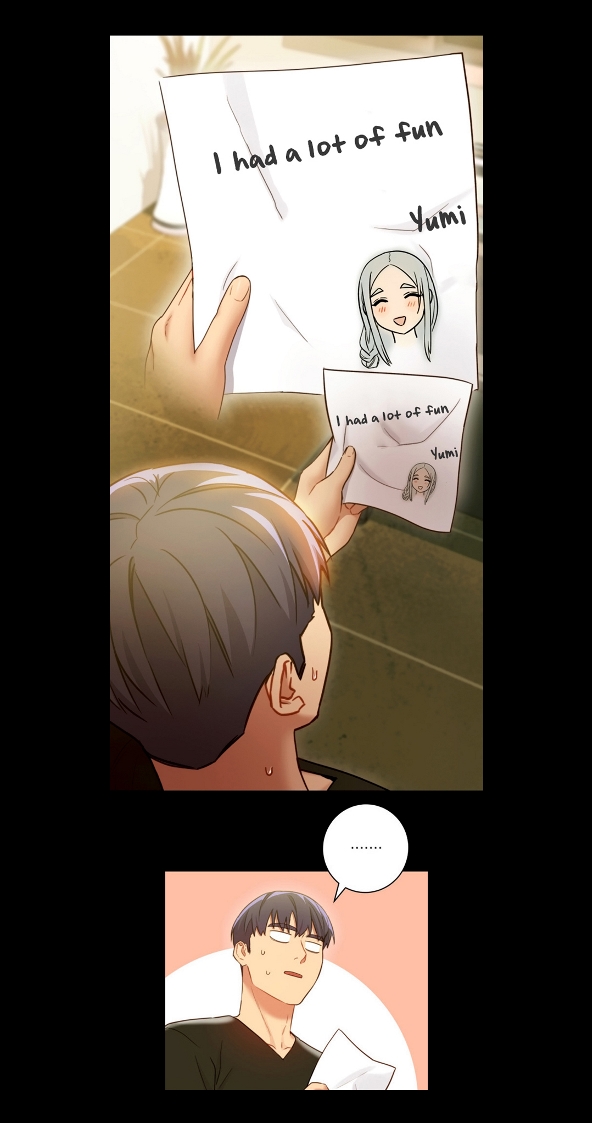 I had a lot of fun
Yumi
I had a lot of fun
Yumi
.......